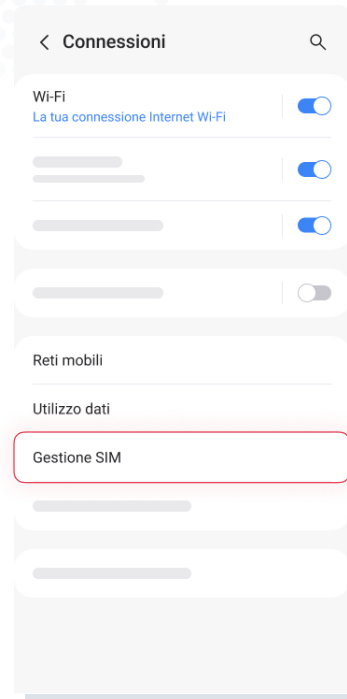 Connessioni
Wi-Fi
La tua connessione Internet Wi-Fi
Reti mobili
Utilizzo dati
Gestione SIM